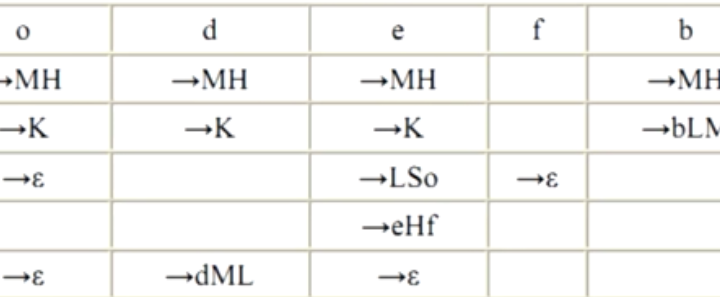 o d e f b
→MH →MH →MH →MH
→K →K →K →bLM
→ε →LSo →ε
→eHf
→ε →dML →ε